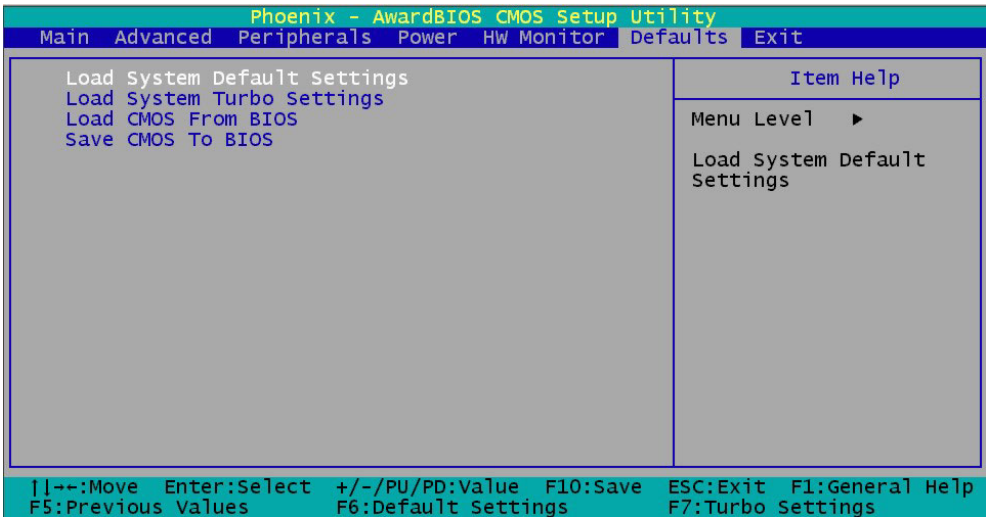 Phoenix - AwardBIOS CMOS Setup Utility
Main Advanced Peripherals Power HW Monitor Defaults Exit
Load System Default Settings
Load System Turbo Settings
Load CMOS From BIOS
Save CMOS To BIOS
Item Help
Menu Level ▶
Load System Default
Settings
↑↓→←:Move Enter:Select +/-/PU/PD:Value F10:Save ESC:Exit F1:General Help
F5:Previous Values F6:Default Settings F7:Turbo Settings